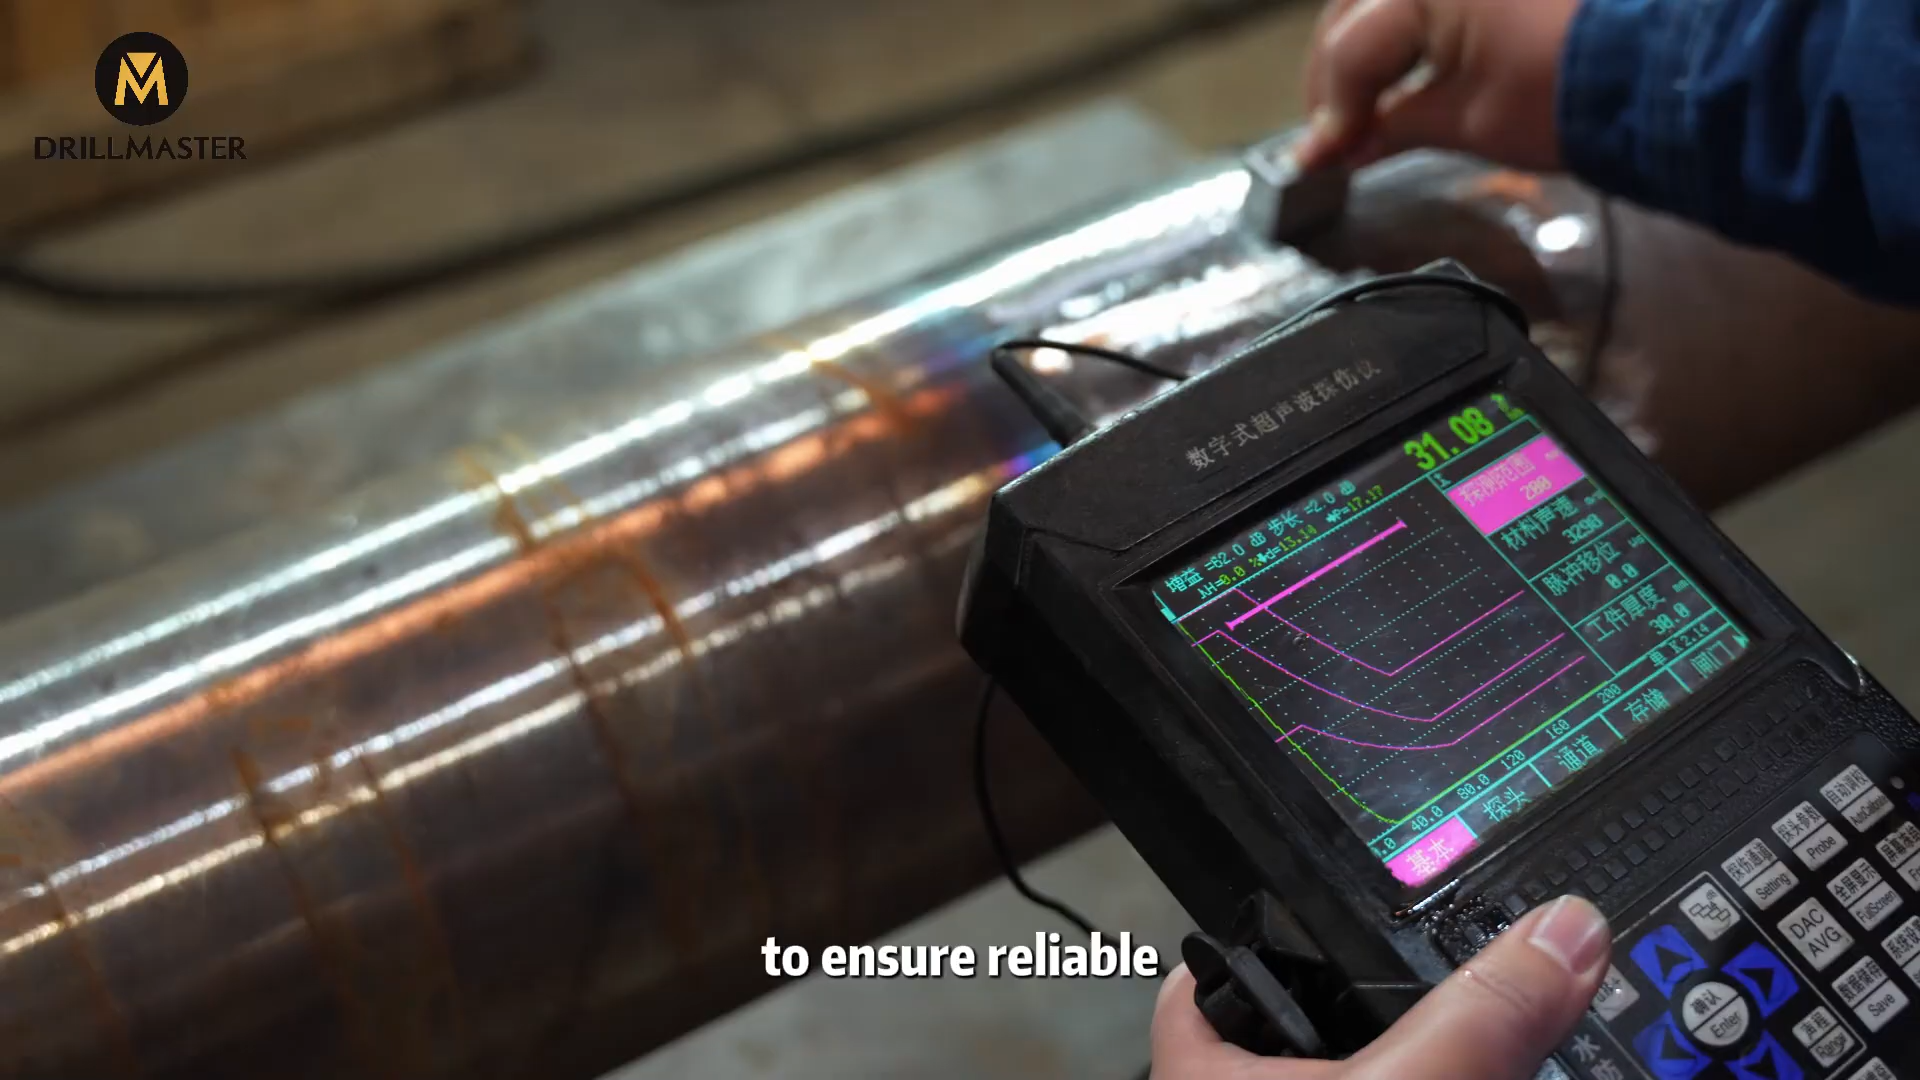 DRILLMASTER
数字式超声波探伤仪
31.08
增益 =62.0 dB 步长 =2.0 dB
探测范围
280
材料声速
3290
脉冲移位
0.0
工件厚度
30.0
40.0 80.0 120 160 200
基本 探头 通道 存储 闸门
自动调校
探头参数
Probe
探伤通道
Setting
全屏显示
FullScreen
DAC
AVG
数据储存
Save
确认
Enter
声程
Range
to ensure reliable